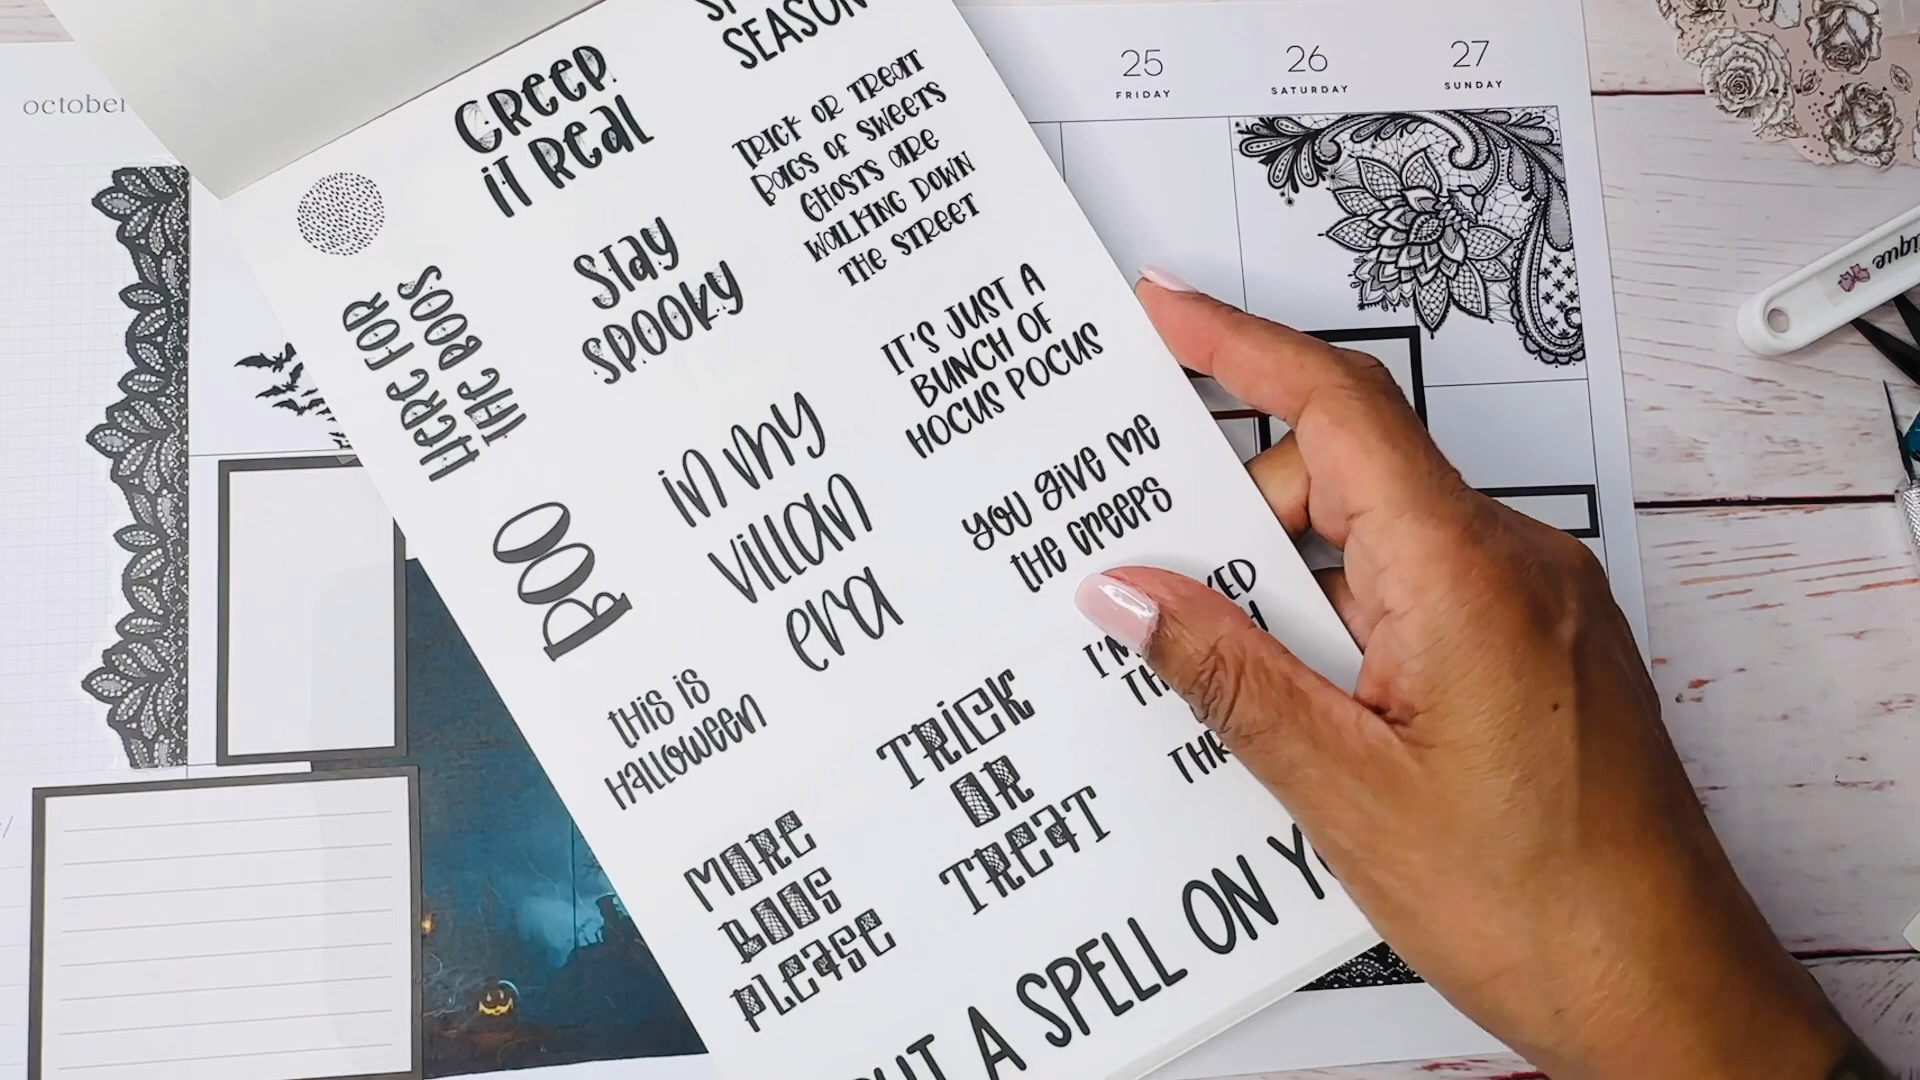 october
25
FRIDAY
26
SATURDAY
27
SUNDAY
SEASON
CReep
it Real
TRICK OR TREAT
BAGS OF SWEETS
GHOSTS ARE
WALKING DOWN
THE STREET
Stay
SPOOKY
HERE FOR
THE BOOS
IT'S JUST A
BUNCH OF
HOCUS POCUS
in my
villan
era
you give me
the creeps
BOO
this is
Halloween
TRICK
OR
TREAT
I'M
MORE
BOOS
PLEASE
A SPELL ON